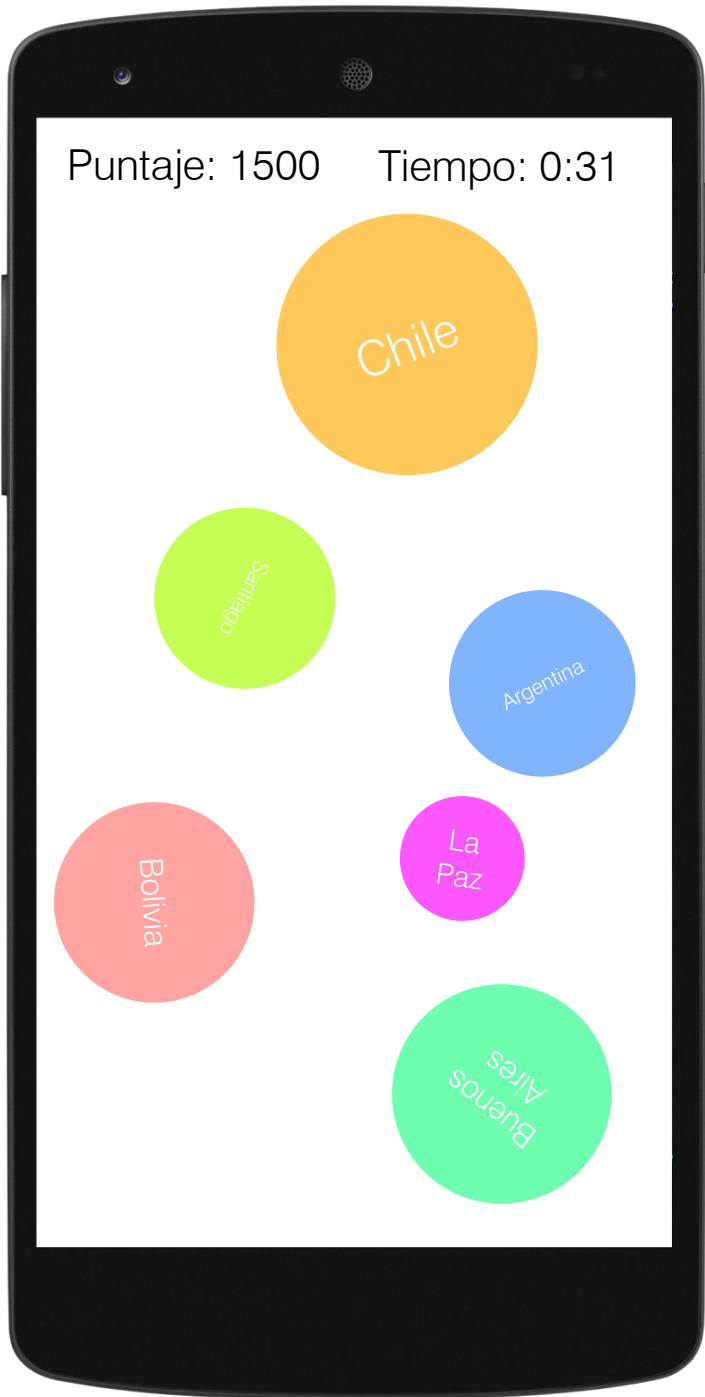 Puntaje: 1500 Tiempo: 0:31
Chile
Santiago
Argentina
La
Paz
Bolivia
Buenos
Aires